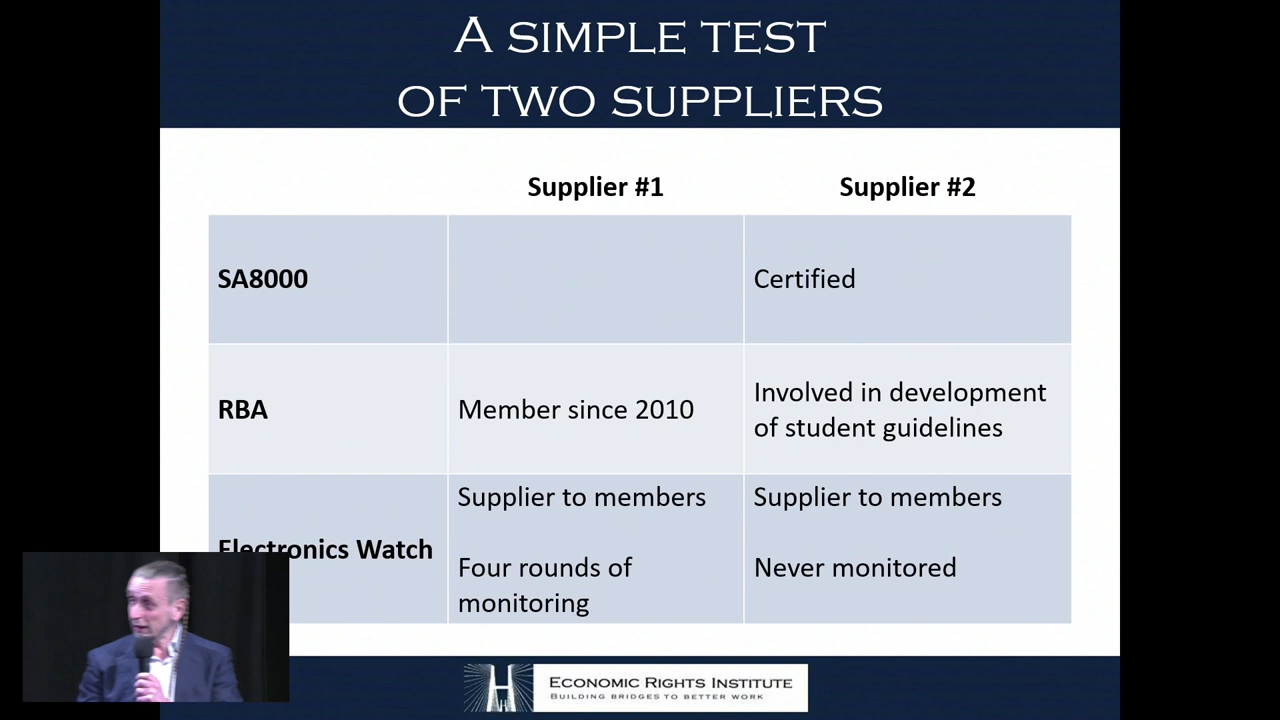 A SIMPLE TEST
OF TWO SUPPLIERS
Supplier #1
Supplier #2
SA8000
Certified
RBA
Member since 2010
Involved in development
of student guidelines
Electronics Watch
Supplier to members
Four rounds of
monitoring
Supplier to members
Never monitored
ECONOMIC RIGHTS INSTITUTE
BUILDING BRIDGES TO BETTER WORK